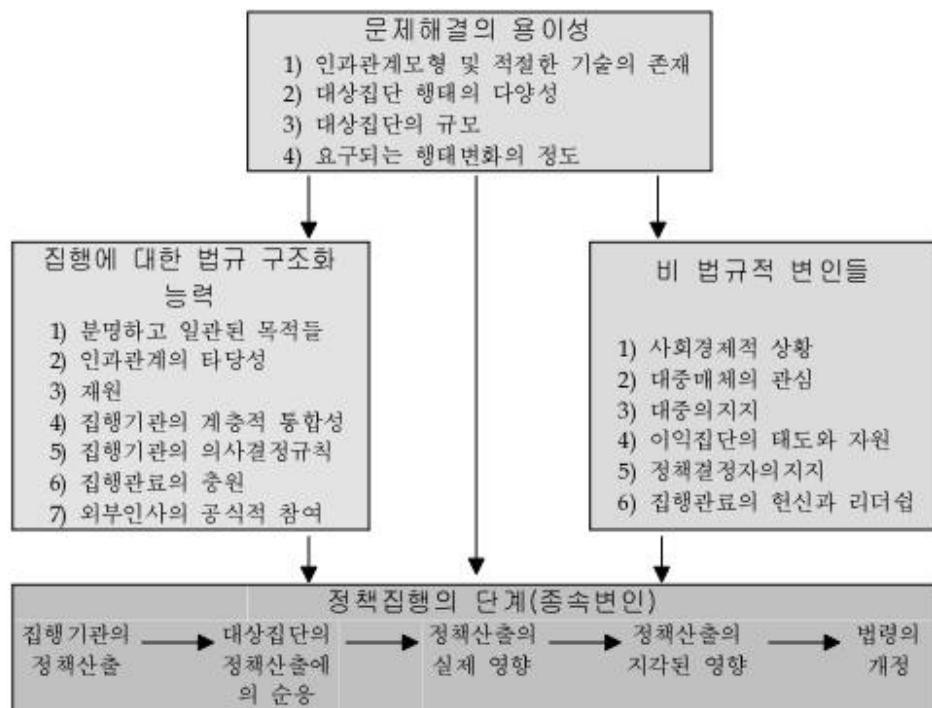 문제해결의 용이성
1) 인과관계모형 및 적절한 기술의 존재
2) 대상집단 행태의 다양성
3) 대상집단의 규모
4) 요구되는 행태변화의 정도
집행에 대한 법규 구조화
능력
1) 분명하고 일관된 목적들
2) 인과관계의 타당성
3) 재원
4) 집행기관의 계층적 통합성
5) 집행기관의 의사결정규칙
6) 집행관료의 충원
7) 외부인사의 공식적 참여
비 법규적 변인들
1) 사회경제적 상황
2) 대중매체의 관심
3) 대중의지지
4) 이익집단의 태도와 자원
5) 정책결정자의지지
6) 집행관료의 헌신과 리더쉽
정책집행의 단계(종속변인)
집행기관의
정책산출
대상집단의
정책산출에
의 순응
정책산출의
실제 영향
정책산출의
지각된 영향
법령의
개정